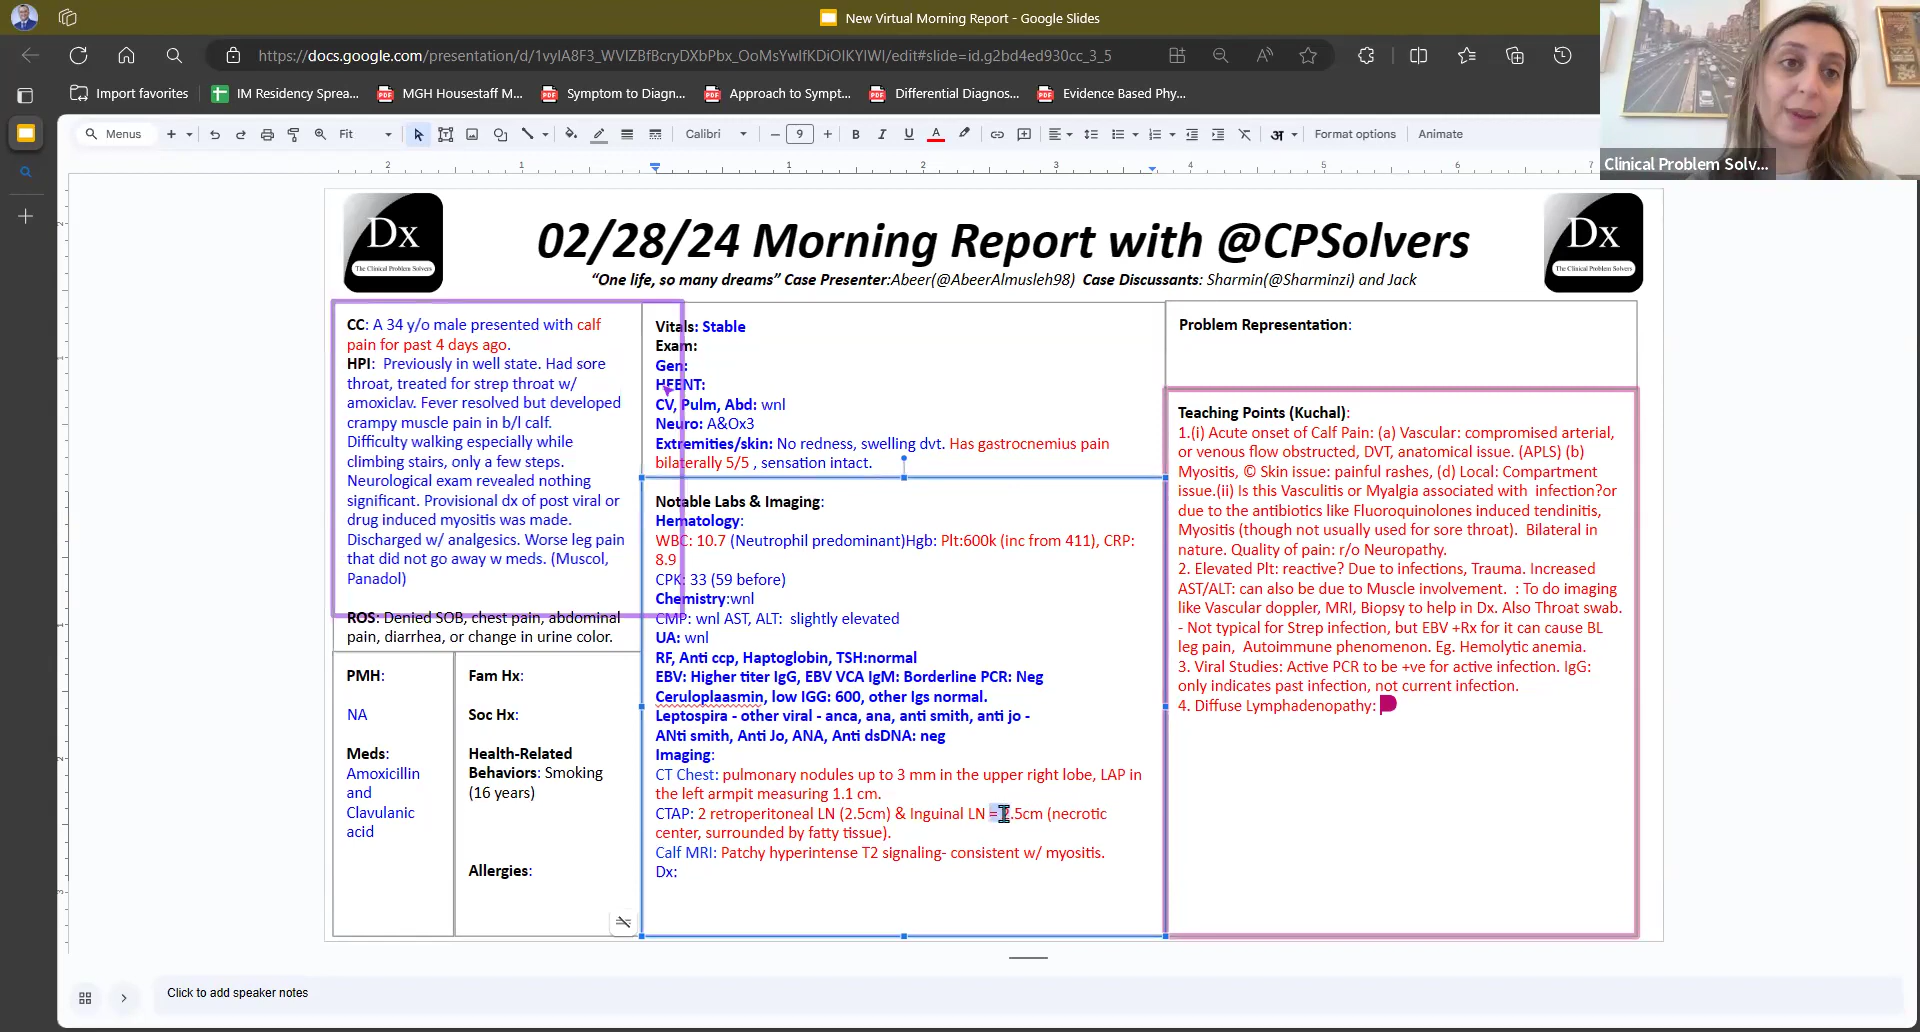 New Virtual Morning Report - Google Slides
https://docs.google.com/presentation/d/1vylA8F3_WVIZBfBcryDXbPbx_OoMsYwlfKDiOlKYIWI/edit#slide=id.g2bd4ed930cc_3_5
Import favorites
IM Residency Sprea...
MGH Housestaff M...
Symptom to Diagn...
Approach to Sympt...
Differential Diagnos...
Evidence Based Phy...
Clinical Problem Solv...
Menus
Fit
Calibri
9
Format options
Animate
2 1 1 2 3 4 5 6 7
Dx
The Clinical Problem Solvers
02/28/24 Morning Report with @CPSolvers
“One life, so many dreams” Case Presenter:Abeer(@AbeerAlmusleh98) Case Discussants: Sharmin(@Sharminzi) and Jack
Dx
The Clinical Problem Solvers
CC: A 34 y/o male presented with calf
pain for past 4 days ago.
HPI: Previously in well state. Had sore
throat, treated for strep throat w/
amoxiclav. Fever resolved but developed
crampy muscle pain in b/l calf.
Difficulty walking especially while
climbing stairs, only a few steps.
Neurological exam revealed nothing
significant. Provisional dx of post viral or
drug induced myositis was made.
Discharged w/ analgesics. Worse leg pain
that did not go away w meds. (Muscol,
Panadol)
ROS: Denied SOB, chest pain, abdominal
pain, diarrhea, or change in urine color.
PMH:
NA
Meds:
Amoxicillin
and
Clavulanic
acid
Fam Hx:
Soc Hx:
Health-Related
Behaviors: Smoking
(16 years)
Allergies:
Vitals: Stable
Exam:
Gen:
HEENT:
CV, Pulm, Abd: wnl
Neuro: A&Ox3
Extremities/skin: No redness, swelling dvt. Has gastrocnemius pain
bilaterally 5/5 , sensation intact.
Notable Labs & Imaging:
Hematology:
WBC: 10.7 (Neutrophil predominant)Hgb: Plt:600k (inc from 411), CRP:
8.9
CPK: 33 (59 before)
Chemistry:wnl
CMP: wnl AST, ALT: slightly elevated
UA: wnl
RF, Anti ccp, Haptoglobin, TSH:normal
EBV: Higher titer IgG, EBV VCA IgM: Borderline PCR: Neg
Ceruloplaasmin, low IGG: 600, other Igs normal.
Leptospira - other viral - anca, ana, anti smith, anti jo -
ANti smith, Anti Jo, ANA, Anti dsDNA: neg
Imaging:
CT Chest: pulmonary nodules up to 3 mm in the upper right lobe, LAP in
the left armpit measuring 1.1 cm.
CTAP: 2 retroperitoneal LN (2.5cm) & Inguinal LN = 2.5cm (necrotic
center, surrounded by fatty tissue).
Calf MRI: Patchy hyperintense T2 signaling- consistent w/ myositis.
Dx:
Problem Representation:
Teaching Points (Kuchal):
1.(i) Acute onset of Calf Pain: (a) Vascular: compromised arterial,
or venous flow obstructed, DVT, anatomical issue. (APLS) (b)
Myositis, © Skin issue: painful rashes, (d) Local: Compartment
issue.(ii) Is this Vasculitis or Myalgia associated with infection?or
due to the antibiotics like Fluoroquinolones induced tendinitis,
Myositis (though not usually used for sore throat). Bilateral in
nature. Quality of pain: r/o Neuropathy.
2. Elevated Plt: reactive? Due to infections, Trauma. Increased
AST/ALT: can also be due to Muscle involvement. : To do imaging
like Vascular doppler, MRI, Biopsy to help in Dx. Also Throat swab.
- Not typical for Strep infection, but EBV +Rx for it can cause BL
leg pain, Autoimmune phenomenon. Eg. Hemolytic anemia.
3. Viral Studies: Active PCR to be +ve for active infection. IgG:
only indicates past infection, not current infection.
4. Diffuse Lymphadenopathy:
Click to add speaker notes